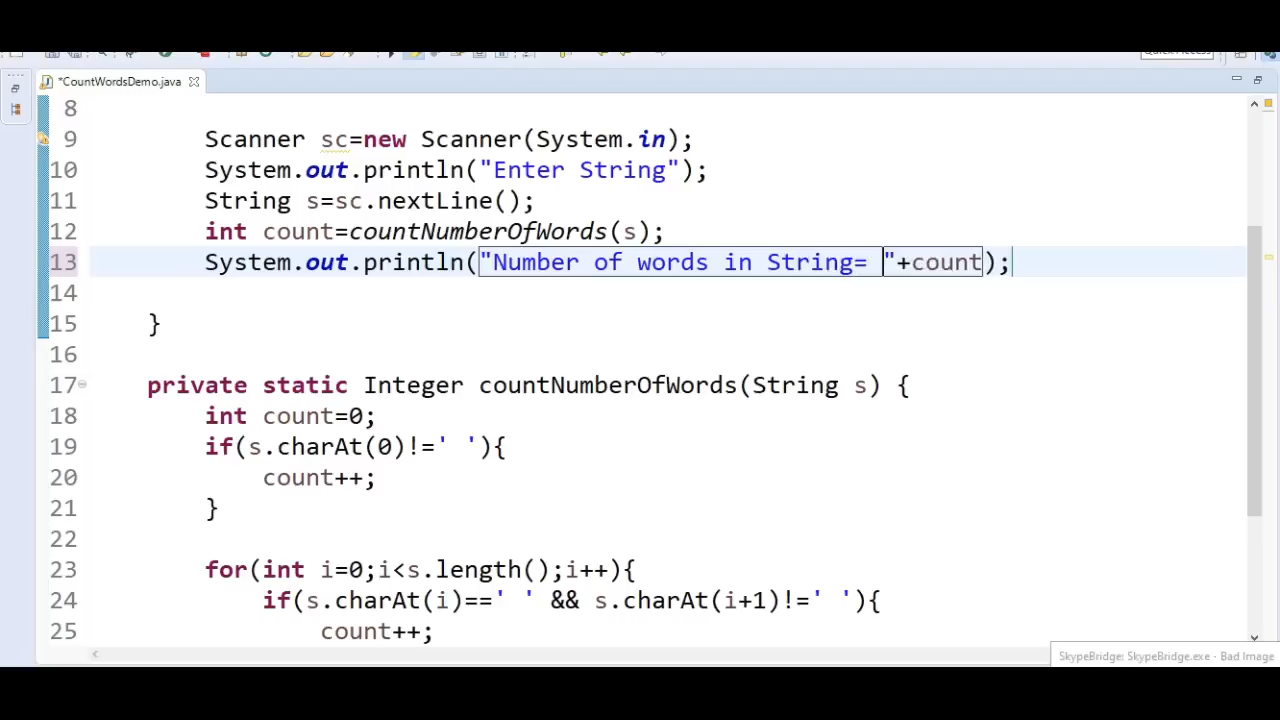 Quick Access
*CountWordsDemo.java
8
9 Scanner sc=new Scanner(System.in);
10 System.out.println("Enter String");
11 String s=sc.nextLine();
12 int count=countNumberOfWords(s);
13 System.out.println("Number of words in String= "+count);
14
15 }
16
17 private static Integer countNumberOfWords(String s) {
18 int count=0;
19 if(s.charAt(0)!=' '){
20 count++;
21 }
22
23 for(int i=0;i<s.length();i++){
24 if(s.charAt(i)==' ' && s.charAt(i+1)!=' '){
25 count++;
SkypeBridge: SkypeBridge.exe - Bad Image